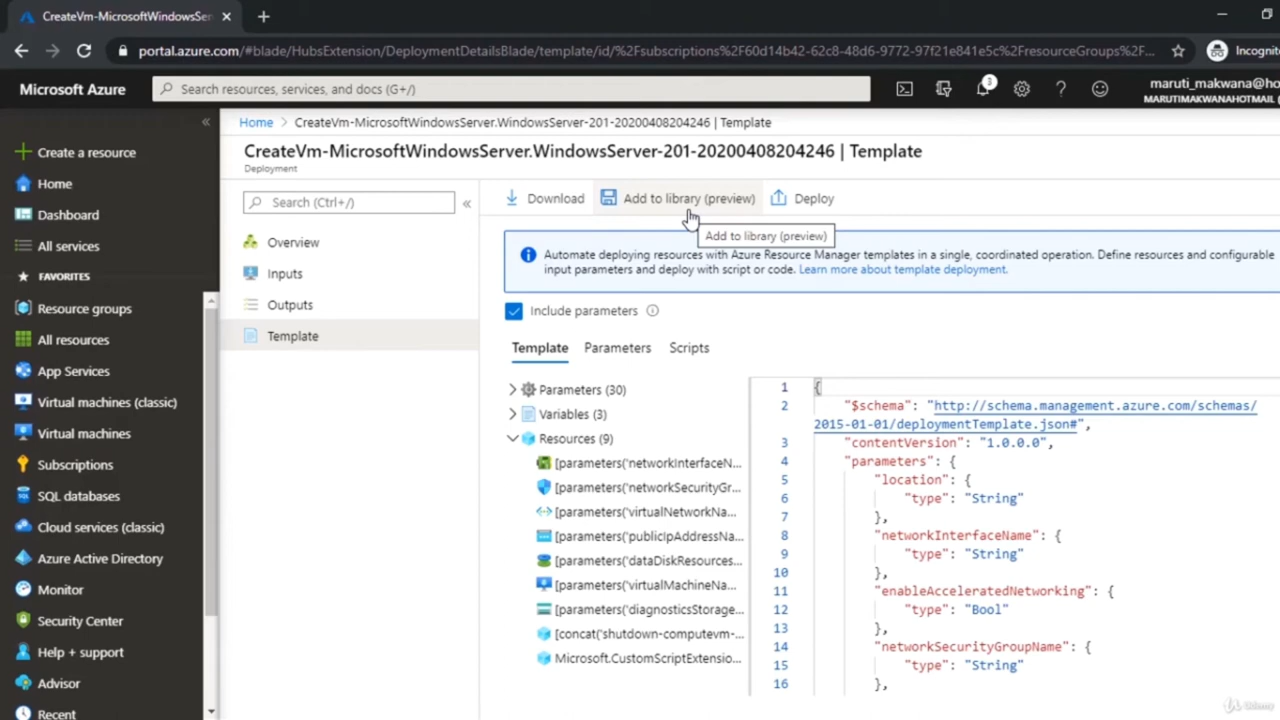 CreateVm-MicrosoftWindowsSer
portal.azure.com/#blade/HubsExtension/DeploymentDetailsBlade/template/id/%2Fsubscriptions%2F60d14b42-62c8-48d6-9772-97f21e841e5c%2FresourceGroups%2F...
Incognito
Microsoft Azure
Search resources, services, and docs (G+/)
3
maruti_makwana@ho
MARUTIMAKWANAHOTMAIL (
Create a resource
Home
Dashboard
All services
FAVORITES
Resource groups
All resources
App Services
Virtual machines (classic)
Virtual machines
Subscriptions
SQL databases
Cloud services (classic)
Azure Active Directory
Monitor
Security Center
Help + support
Advisor
Recent
Home > CreateVm-MicrosoftWindowsServer.WindowsServer-201-20200408204246 | Template
CreateVm-MicrosoftWindowsServer.WindowsServer-201-20200408204246 | Template
Deployment
Search (Ctrl+/)
Overview
Inputs
Outputs
Template
Download
Add to library (preview)
Deploy
Add to library (preview)
Automate deploying resources with Azure Resource Manager templates in a single, coordinated operation. Define resources and configurable
input parameters and deploy with script or code. Learn more about template deployment.
Include parameters
Template Parameters Scripts
Parameters (30)
Variables (3)
Resources (9)
[parameters('networkInterfaceN...
[parameters('networkSecurityGr...
[parameters('virtualNetworkNa...
[parameters('publicIpAddressNa...
[parameters('dataDiskResources...
[parameters('virtualMachineNa...
[parameters('diagnosticsStorage...
[concat('shutdown-computevm-...
Microsoft.CustomScriptExtensio...
1 {
2 "$schema": "http://schema.management.azure.com/schemas/
2015-01-01/deploymentTemplate.json#",
3 "contentVersion": "1.0.0.0",
4 "parameters": {
5 "location": {
6 "type": "String"
7 },
8 "networkInterfaceName": {
9 "type": "String"
10 },
11 "enableAcceleratedNetworking": {
12 "type": "Bool"
13 },
14 "networkSecurityGroupName": {
15 "type": "String"
16 },
Udemy